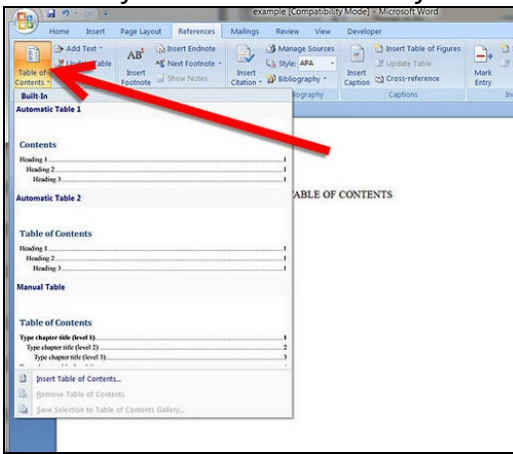 example [Compatibility Mode] - Microsoft Word
Home Insert Page Layout References Mailings Review View Developer
Table of Contents
Add Text
Update Table
AB¹
Insert Footnote
Insert Endnote
Next Footnote
Show Notes
Insert Citation
Manage Sources
Style: APA
Bibliography
Insert Caption
Insert Table of Figures
Update Table
Cross-reference
Captions
Mark Entry
Built-In
Automatic Table 1
Contents
Heading 1 1
Heading 2 1
Heading 3 1
Automatic Table 2
Table of Contents
Heading 1 1
Heading 2 1
Heading 3 1
Manual Table
Table of Contents
Type chapter title (level 1) 1
Type chapter title (level 2) 2
Type chapter title (level 3) 3
Insert Table of Contents...
Remove Table of Contents
Save Selection to Table of Contents Gallery...
TABLE OF CONTENTS